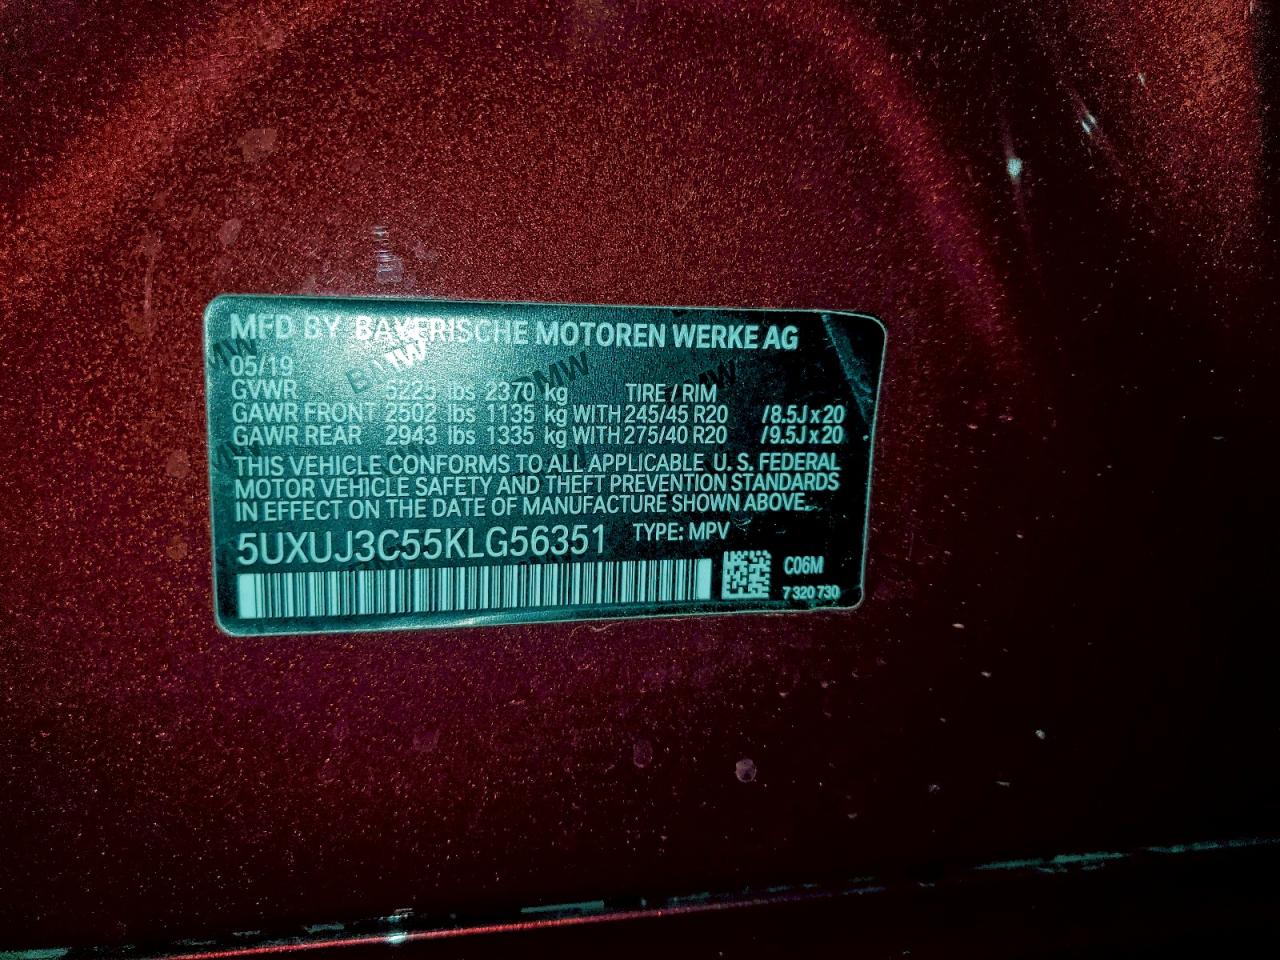 MFD BY BAYERISCHE MOTOREN WERKE AG
05/19
GVWR 5225 lbs 2370 kg TIRE / RIM
GAWR FRONT 2502 lbs 1135 kg WITH 245/45 R20 /8.5J x 20
GAWR REAR 2943 lbs 1335 kg WITH 275/40 R20 /9.5J x 20
THIS VEHICLE CONFORMS TO ALL APPLICABLE U. S. FEDERAL
MOTOR VEHICLE SAFETY AND THEFT PREVENTION STANDARDS
IN EFFECT ON THE DATE OF MANUFACTURE SHOWN ABOVE.
5UXUJ3C55KLG56351 TYPE: MPV
C06M
7 320 730